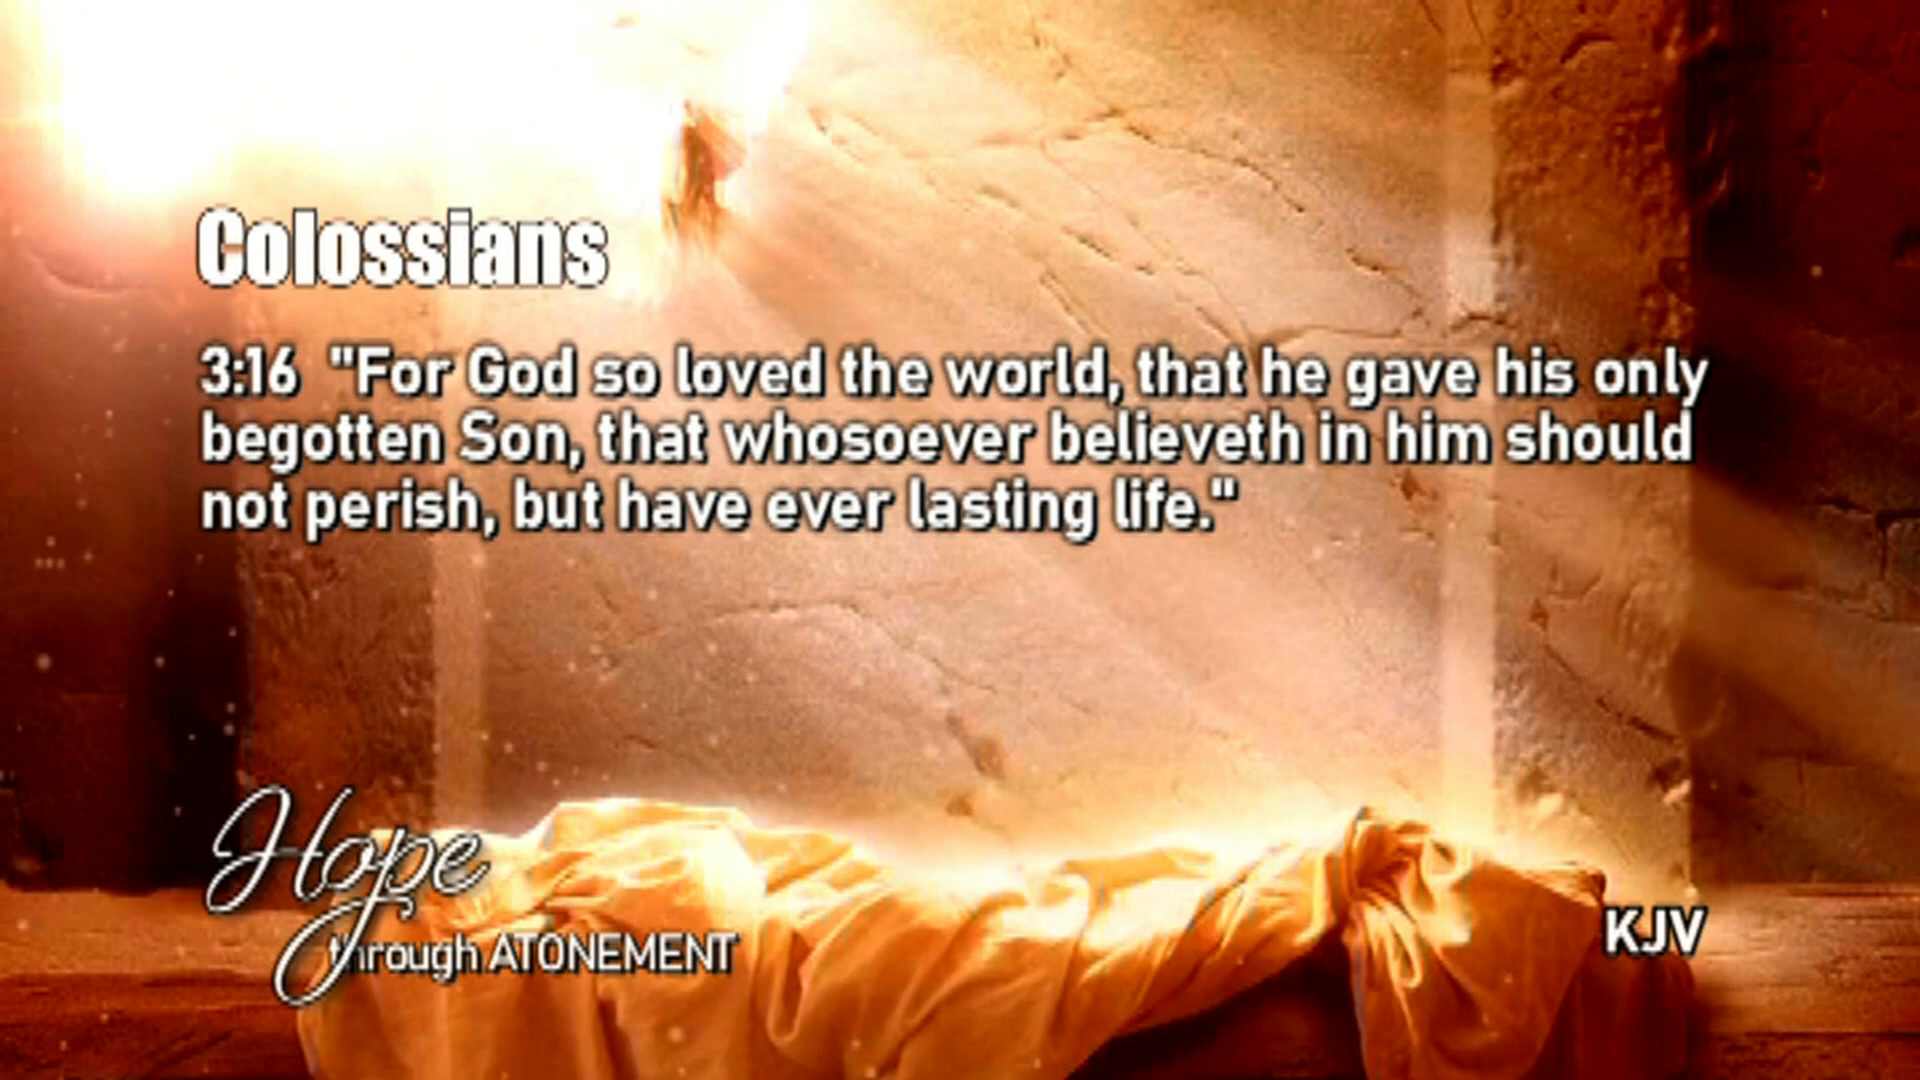 Colossians
3:16 "For God so loved the world, that he gave his only
begotten Son, that whosoever believeth in him should
not perish, but have ever lasting life."
Hope
through ATONEMENT
KJV